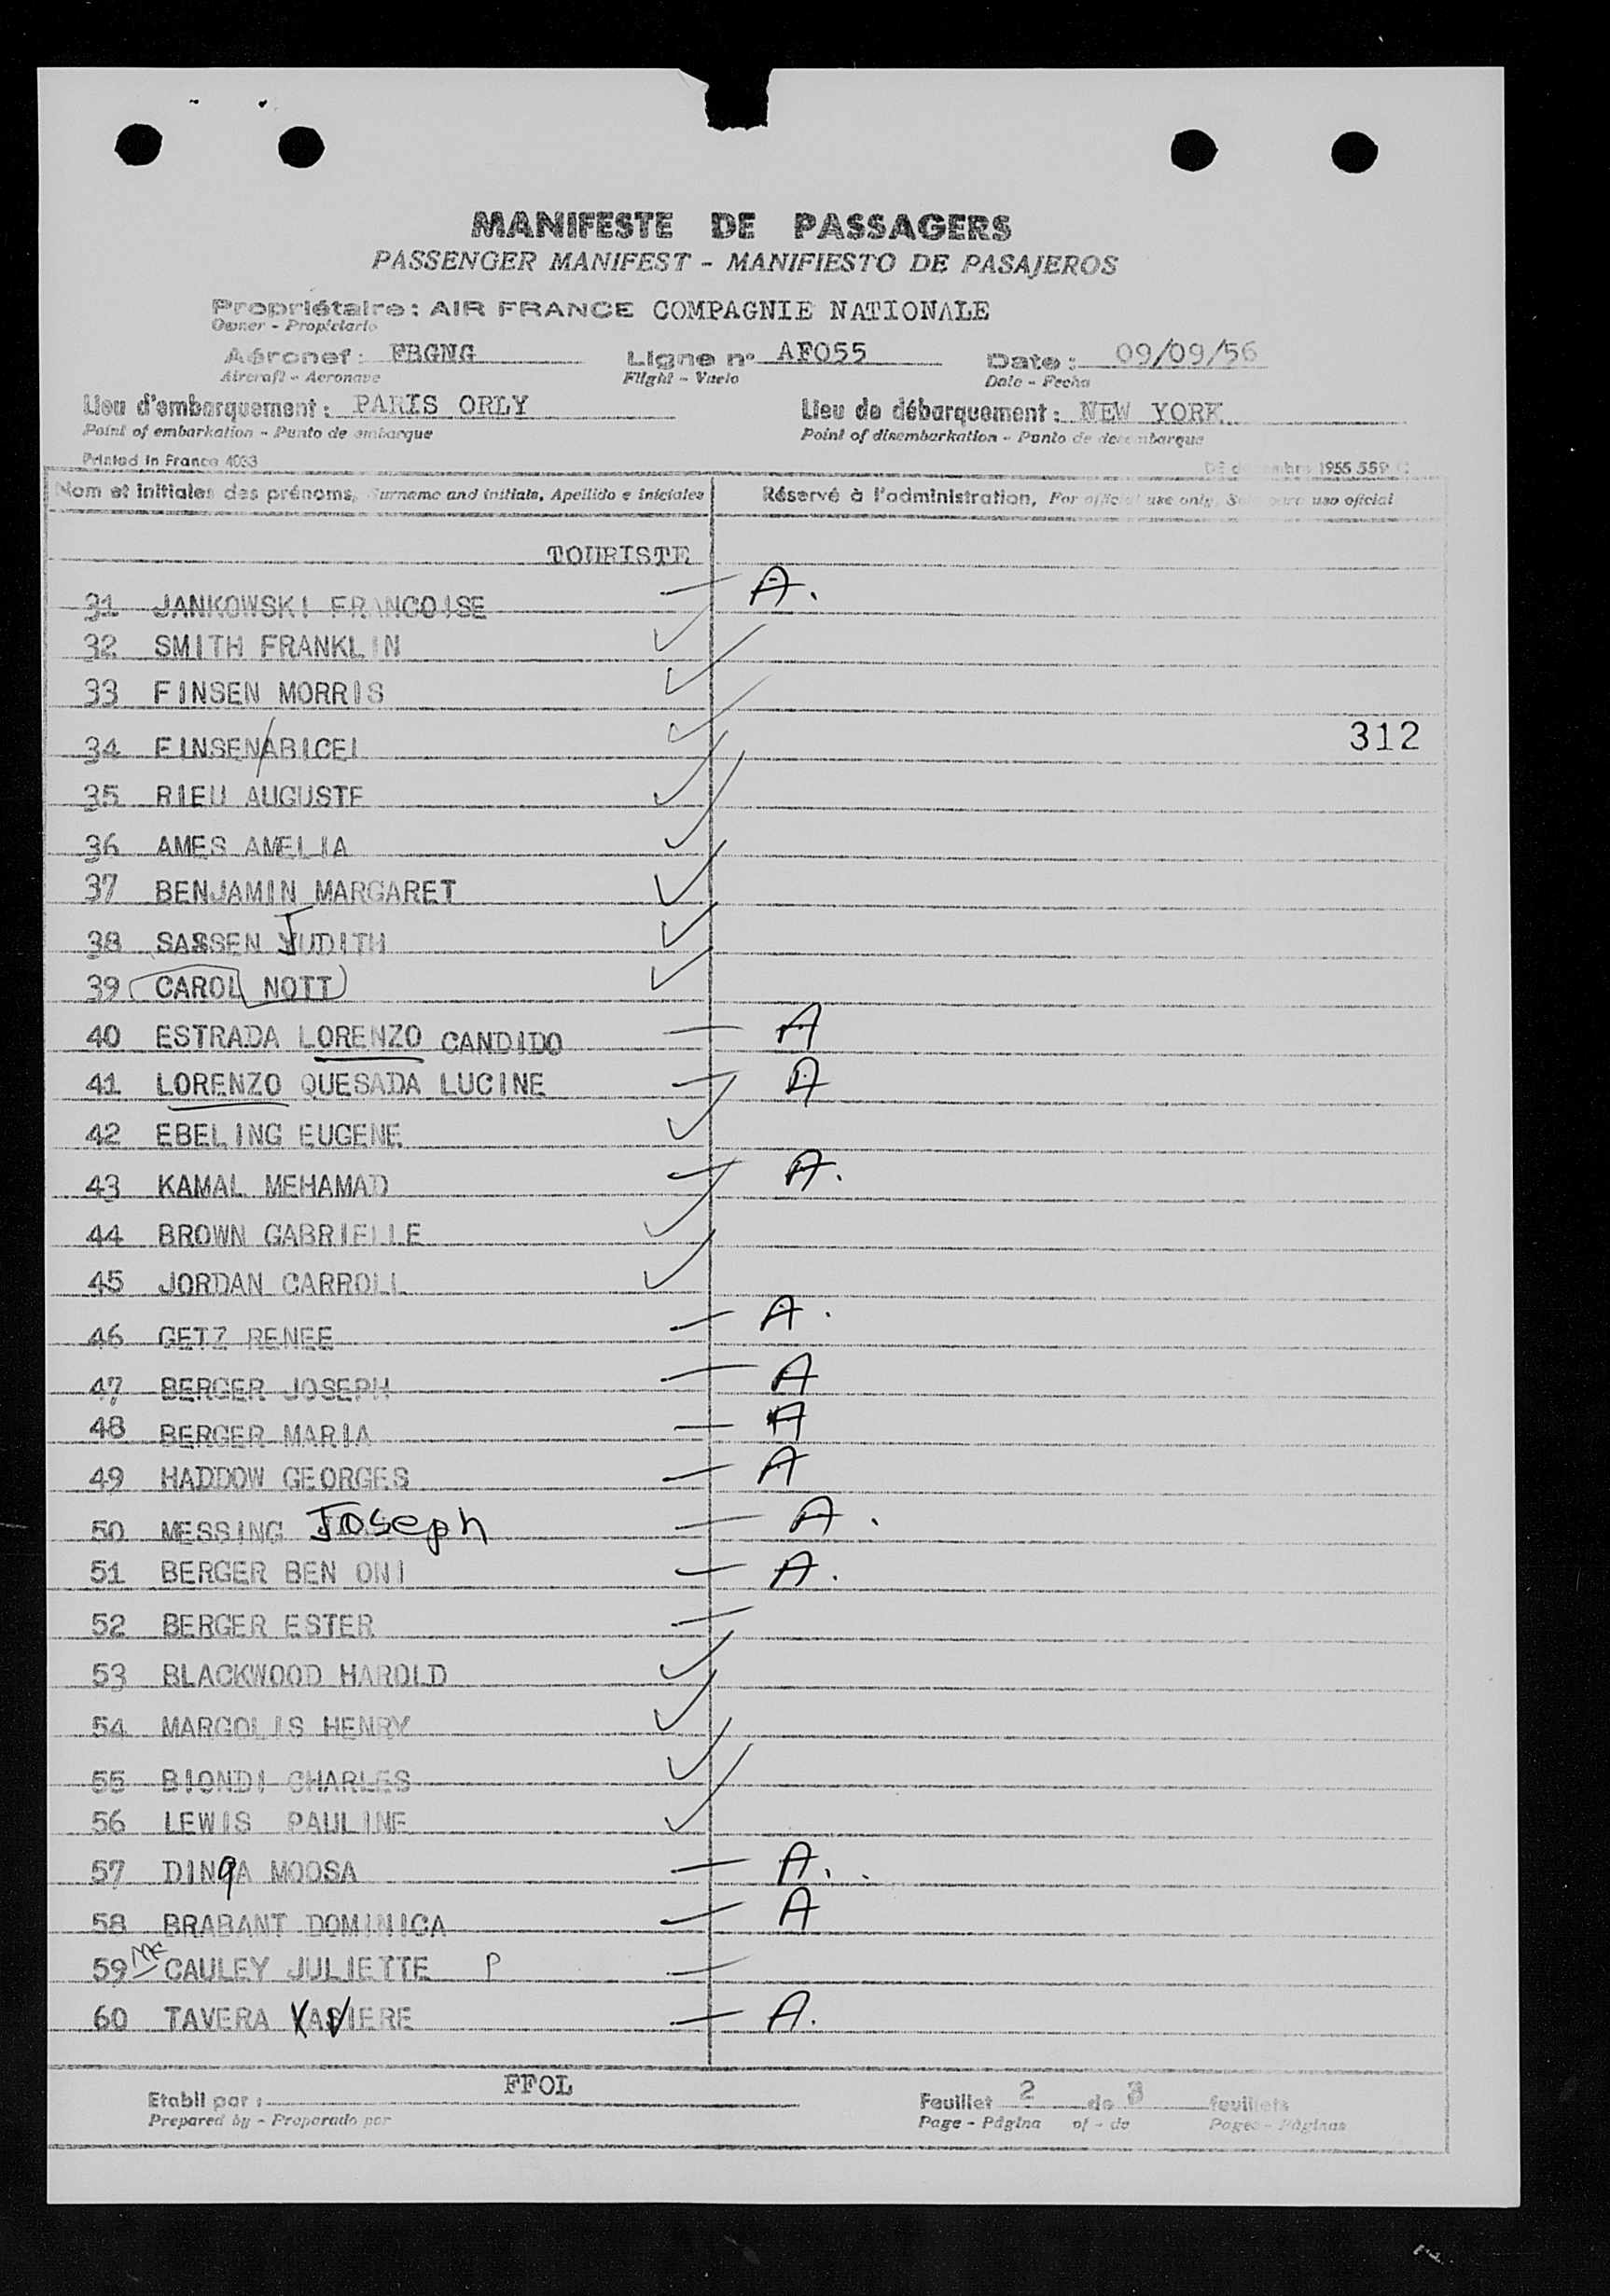 MANIFESTE DE PASSAGERS
PASSENGER MANIFEST - MANIFIESTO DE PASAJEROS
Propriétaire: AIR FRANCE COMPAGNIE NATIONALE
Owner - Propietario
Aéronef: FBGNG Ligne n° AF055 Date: 09/09/56
Aircraft - Aeronave Flight - Vuelo Date - Fecha
Lieu d'embarquement: PARIS ORLY Lieu de débarquement: NEW YORK
Point of embarkation - Punto de embarque Point of disembarkation - Punto de desembarque
Printed in France 4033 1955 559
Nom et initiales des prénoms, Surname and initials, Apellido e iniciales Réservé à l'administration, For official use only, Solo para uso oficial
TOURISTE
31 JANKOWSKI FRANCOISE — A.
32 SMITH FRANKLIN ✓
33 FINSEN MORRIS ✓
34 FINSEN/ABICEL ✓ 312
35 RIEU AUGUSTE ✓
36 AMES AMELIA ✓
37 BENJAMIN MARGARET ✓
38 SASSEN JUDITH ✓
39 CAROL NOTT ✓
40 ESTRADA LORENZO CANDIDO — A
41 LORENZO QUESADA LUCINE — A
42 EBELING EUGENE ✓
43 KAMAL MEHAMAD — A.
44 BROWN GABRIELLE ✓
45 JORDAN CARROLL ✓
46 GETZ RENEE — A.
47 BERGER JOSEPH — A
48 BERGER MARIA — A
49 HADDOW GEORGES — A
50 MESSING Joseph — A.
51 BERGER BEN ONI — A.
52 BERGER ESTER —
53 BLACKWOOD HAROLD ✓
54 MARGOLIS HENRY ✓
55 BIONDI CHARLES ✓
56 LEWIS PAULINE ✓
57 DINgA MOOSA — A.
58 BRABANT DOMINICA — A
59 Mc CAULEY JULIETTE P —
60 TAVERA XAVIERE — A.
Etabli par: FFOL Feuillet 2 de 3 feuillets
Prepared by - Preparado por Page - Página of - de Pages - Páginas